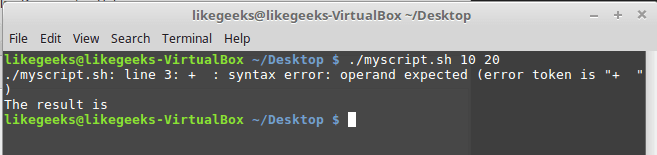 likegeeks@likegeeks-VirtualBox ~/Desktop
File Edit View Search Terminal Help
likegeeks@likegeeks-VirtualBox ~/Desktop $ ./myscript.sh 10 20
./myscript.sh: line 3: +  : syntax error: operand expected (error token is "+  "
)
The result is
likegeeks@likegeeks-VirtualBox ~/Desktop $